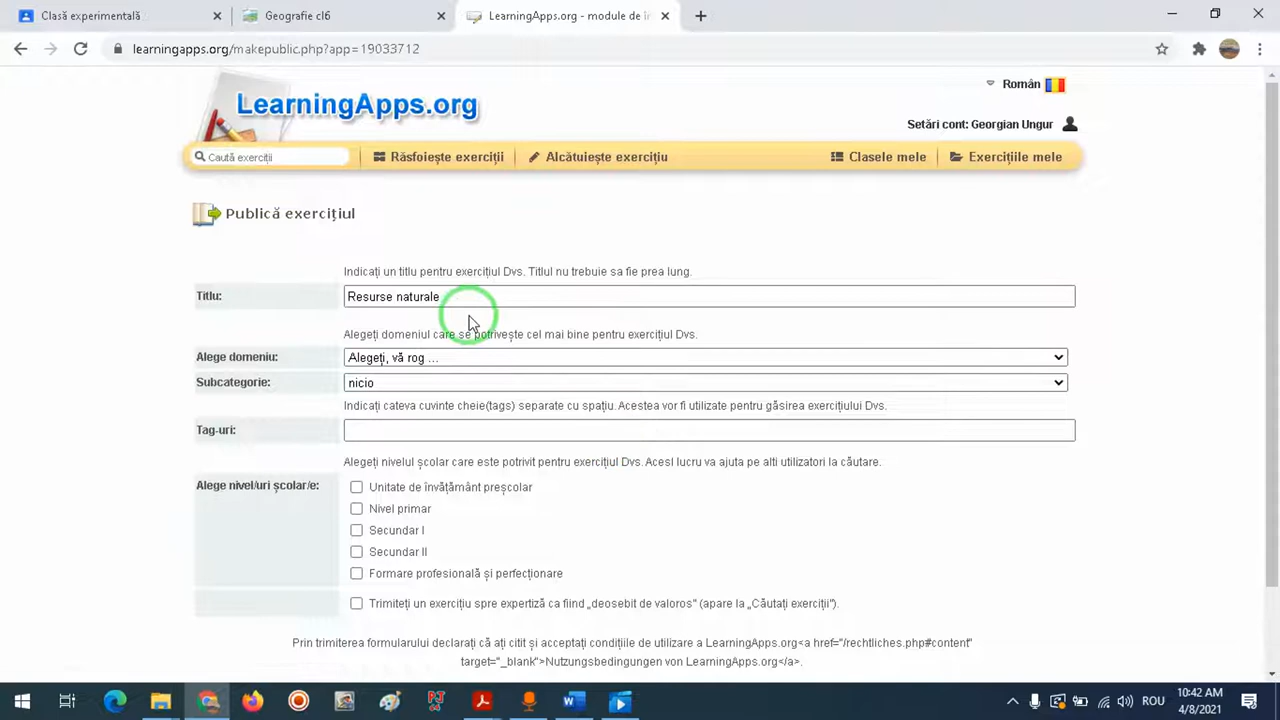 Clasă experimentală
Geografie cl6
LearningApps.org - module de în
learningapps.org/makepublic.php?app=19033712
Român
LearningApps.org
Setări cont: Georgian Ungur
Caută exerciții
Răsfoiește exerciții
Alcătuiește exercițiu
Clasele mele
Exercițiile mele
Publică exercițiul
Indicați un titlu pentru exercițiul Dvs. Titlul nu trebuie sa fie prea lung.
Titlu:
Resurse naturale
Alegeți domeniul care se potrivește cel mai bine pentru exercițiul Dvs.
Alege domeniu:
Alegeți, vă rog ...
Subcategorie:
nicio
Indicați cateva cuvinte cheie(tags) separate cu spațiu. Acestea vor fi utilizate pentru găsirea exercițiului Dvs.
Tag-uri:
Alegeți nivelul școlar care este potrivit pentru exercițiul Dvs. Acesl lucru va ajuta pe alti utilizatori la căutare.
Alege nivel/uri școlar/e:
Unitate de învățământ preșcolar
Nivel primar
Secundar I
Secundar II
Formare profesională și perfecționare
Trimiteți un exercițiu spre expertiză ca fiind „deosebit de valoros" (apare la „Căutați exerciții").
Prin trimiterea formularului declarați că ați citit și acceptați condițiile de utilizare a LearningApps.org<a href="/rechtliches.php#content"
target="_blank">Nutzungsbedingungen von LearningApps.org</a>.
ROU
10:42 AM
4/8/2021